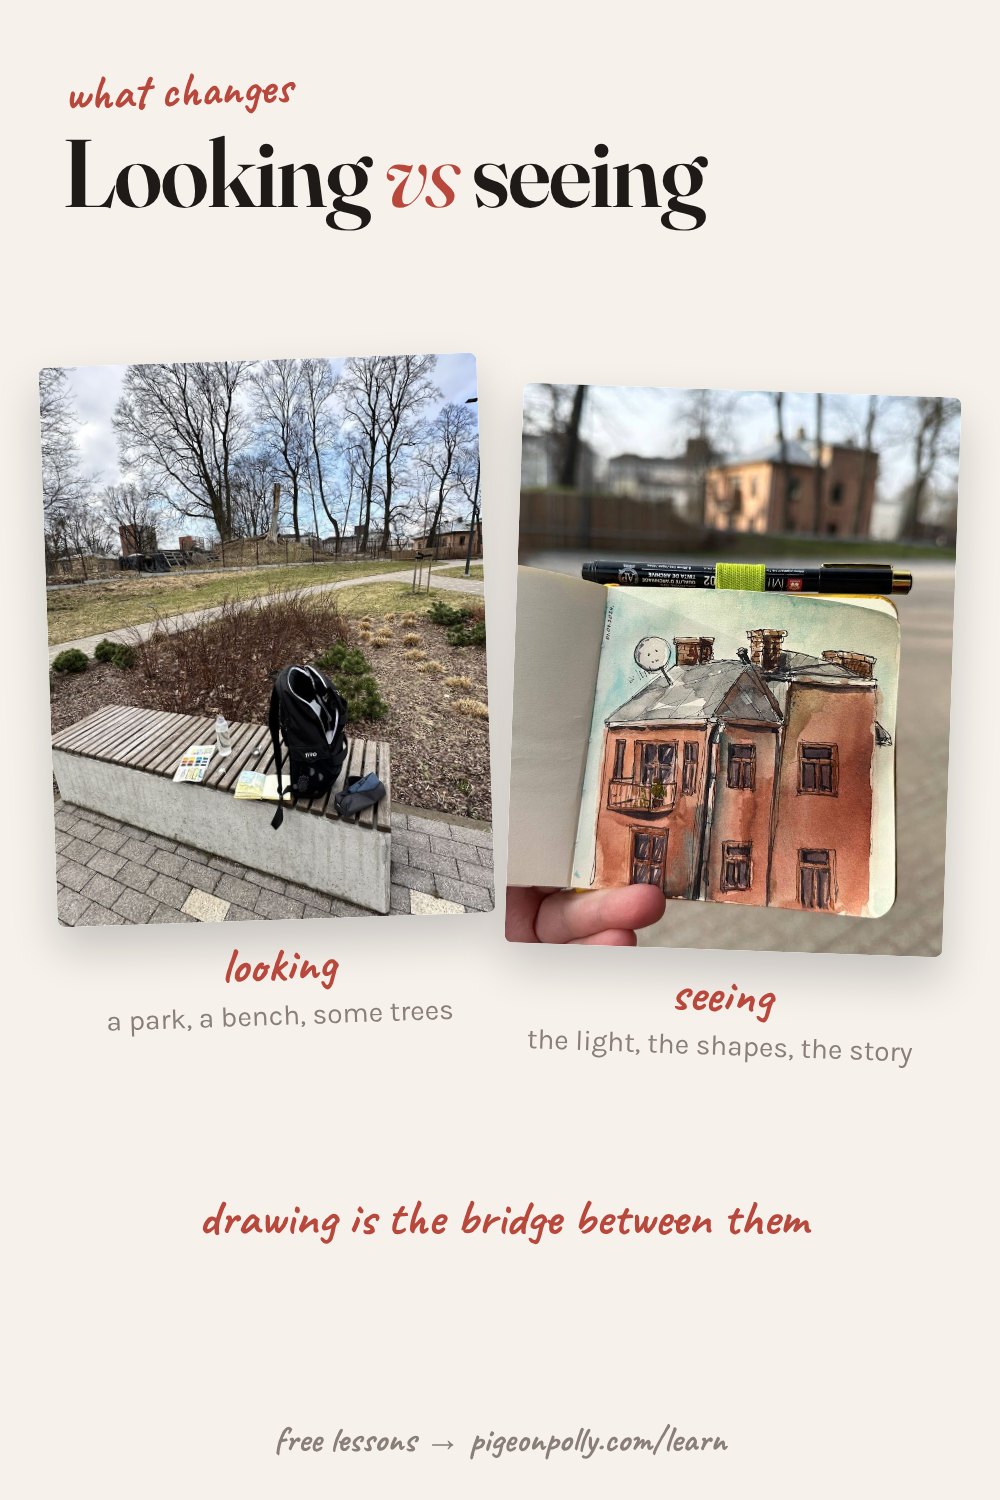 what changes
Looking vs seeing
looking
a park, a bench, some trees
seeing
the light, the shapes, the story
drawing is the bridge between them
free lessons → pigeonpolly.com/learn